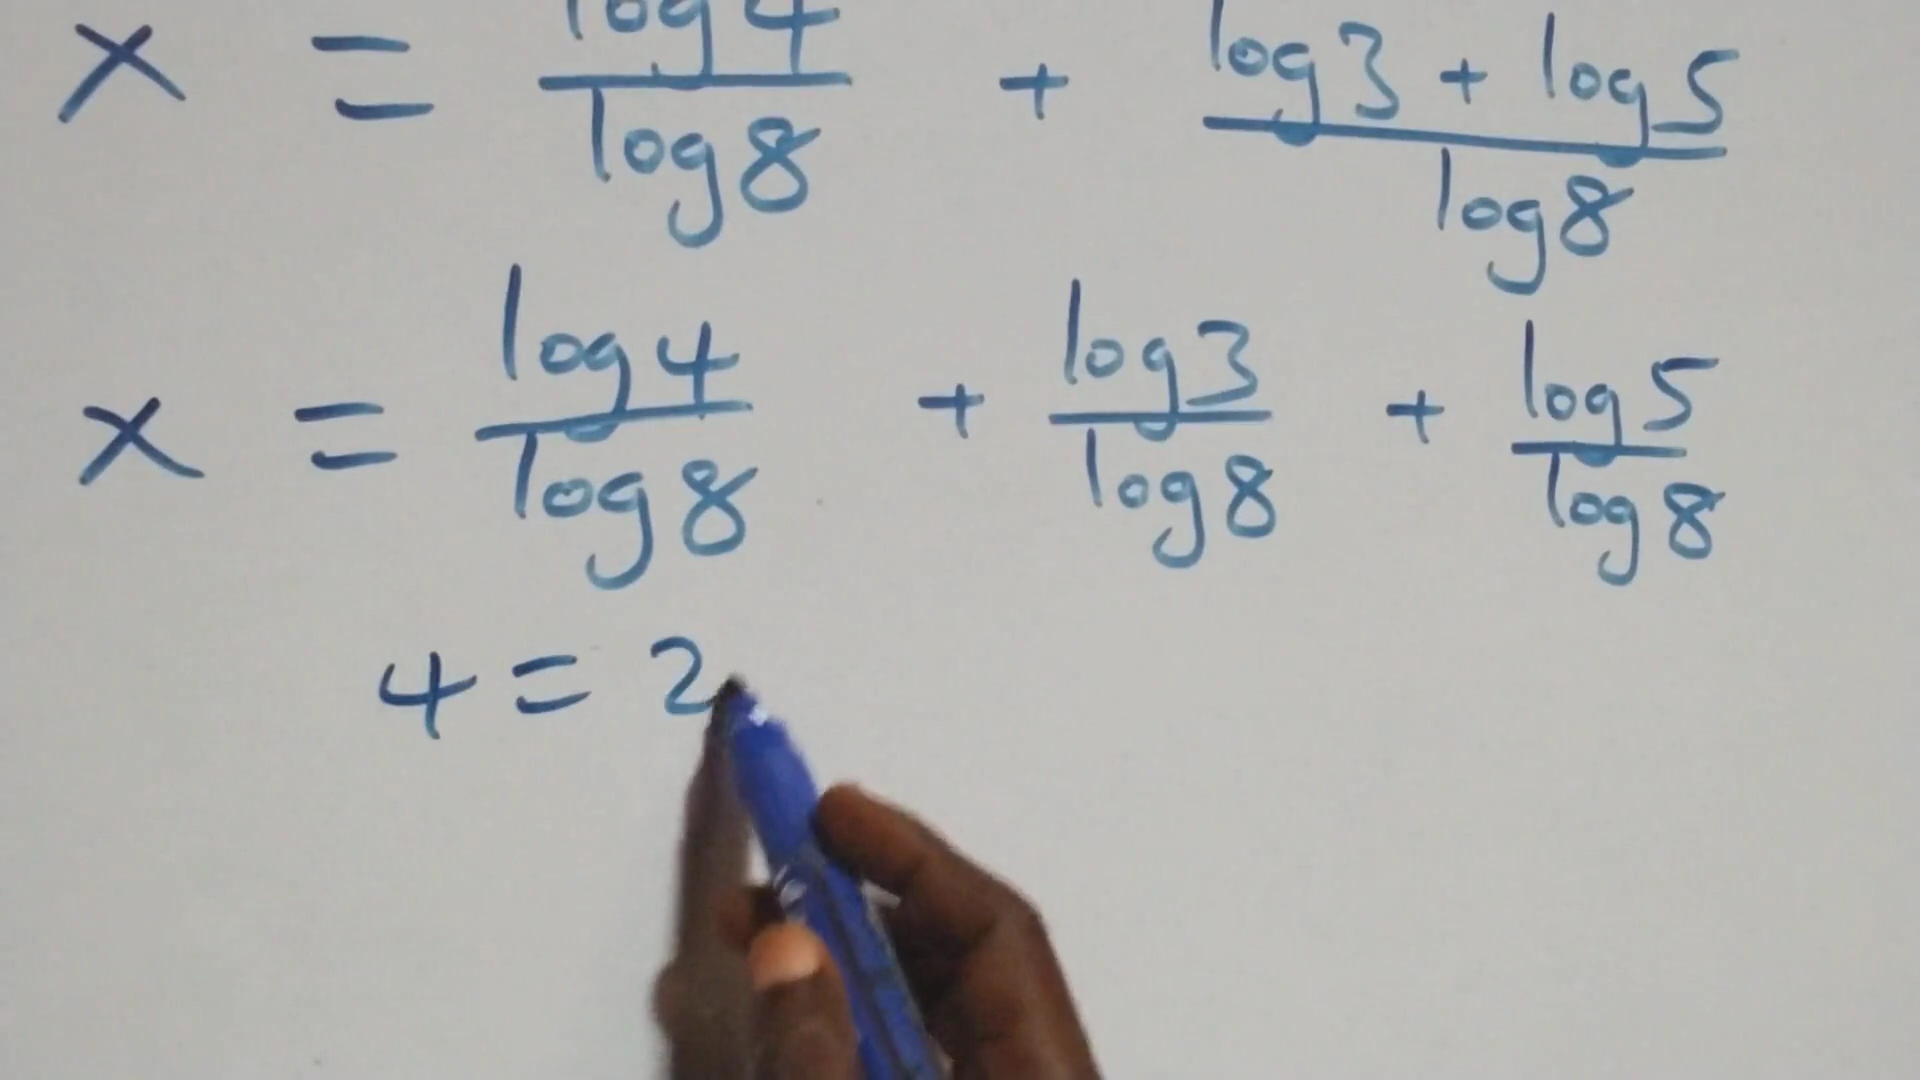 x = log4/log8 + (log3 + log5)/log8
x = log4/log8 + log3/log8 + log5/log8
4 = 2